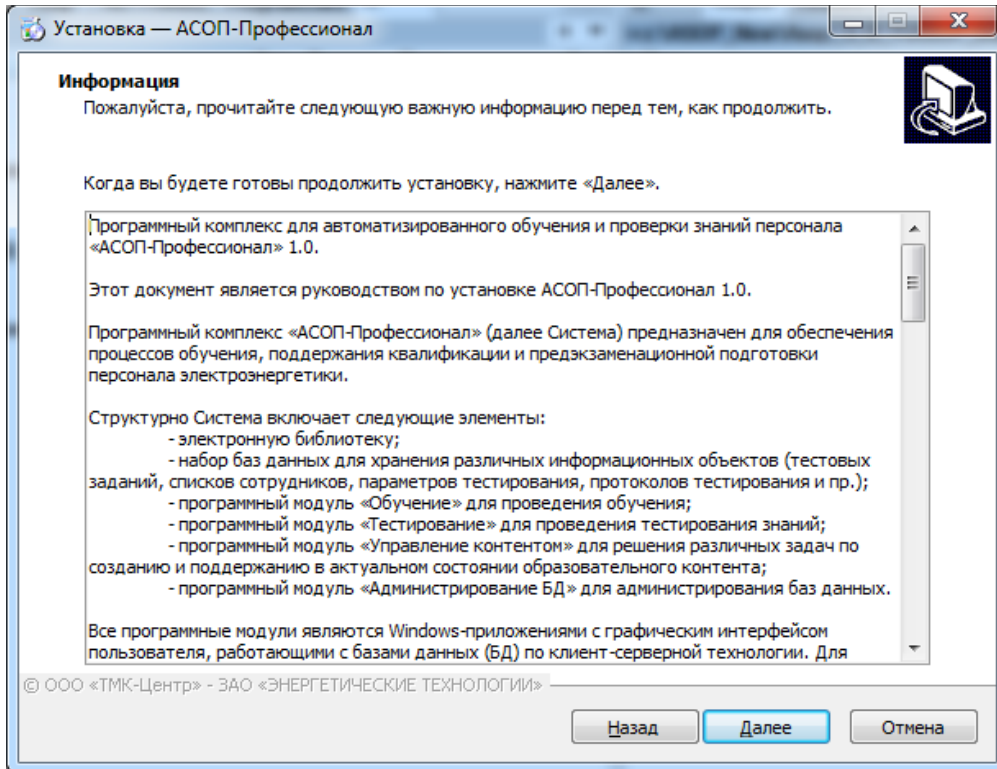 Установка — АСОП-Профессионал
Информация
Пожалуйста, прочитайте следующую важную информацию перед тем, как продолжить.
Когда вы будете готовы продолжить установку, нажмите «Далее».
Программный комплекс для автоматизированного обучения и проверки знаний персонала
«АСОП-Профессионал» 1.0.
Этот документ является руководством по установке АСОП-Профессионал 1.0.
Программный комплекс «АСОП-Профессионал» (далее Система) предназначен для обеспечения
процессов обучения, поддержания квалификации и предэкзаменационной подготовки
персонала электроэнергетики.
Структурно Система включает следующие элементы:
- электронную библиотеку;
- набор баз данных для хранения различных информационных объектов (тестовых
заданий, списков сотрудников, параметров тестирования, протоколов тестирования и пр.);
- программный модуль «Обучение» для проведения обучения;
- программный модуль «Тестирование» для проведения тестирования знаний;
- программный модуль «Управление контентом» для решения различных задач по
созданию и поддержанию в актуальном состоянии образовательного контента;
- программный модуль «Администрирование БД» для администрирования баз данных.
Все программные модули являются Windows-приложениями с графическим интерфейсом
пользователя, работающими с базами данных (БД) по клиент-серверной технологии. Для
© ООО «ТМК-Центр» - ЗАО «ЭНЕРГЕТИЧЕСКИЕ ТЕХНОЛОГИИ»
Назад Далее Отмена